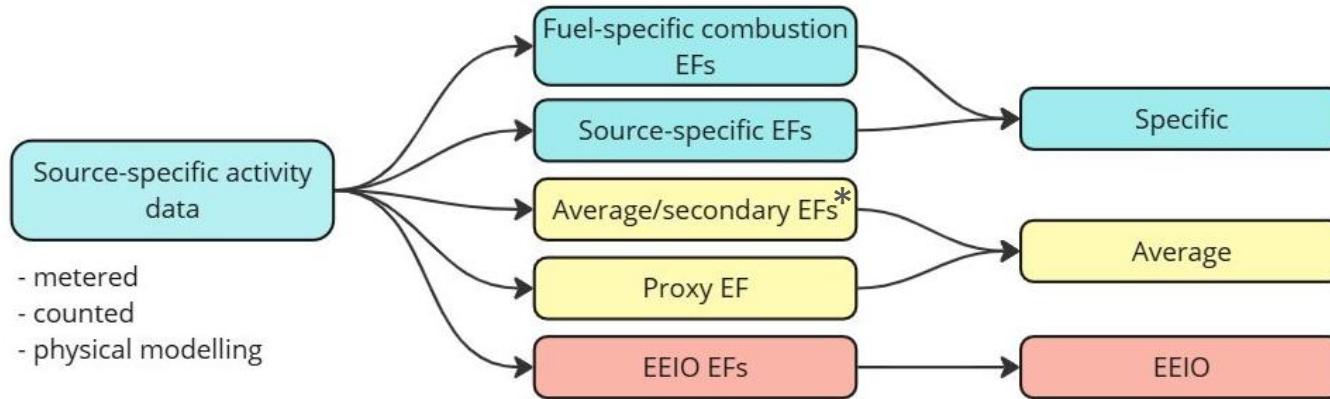 Source-specific activity
data
- metered
- counted
- physical modelling
Fuel-specific combustion
EFs
Source-specific EFs
Average/secondary EFs*
Proxy EF
EEIO EFs
Specific
Average
EEIO